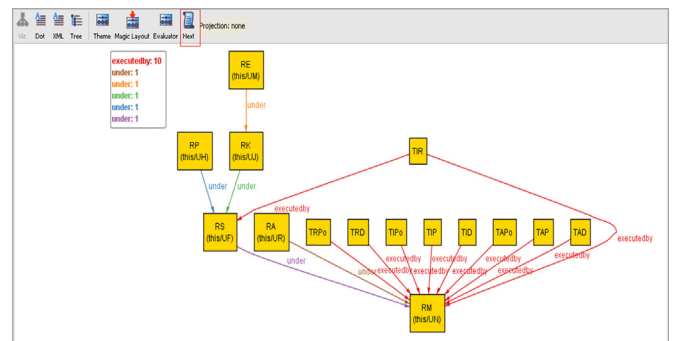 Viz Dot XML Tree Theme Magic Layout Evaluator Next Projection: none
executedby: 10
under: 1
under: 1
under: 1
under: 1
under: 1
RE
(this/UM)
under
RP
(this/UH)
RK
(this/UJ)
TIR
under under
executedby
RS
(this/UF)
RA
(this/UR)
TRPo TRD TIPo TIP TID TAPo TAP TAD
executedby
under
executedby executedby
under executedby executedby executedby executedby
RM
(this/UN)